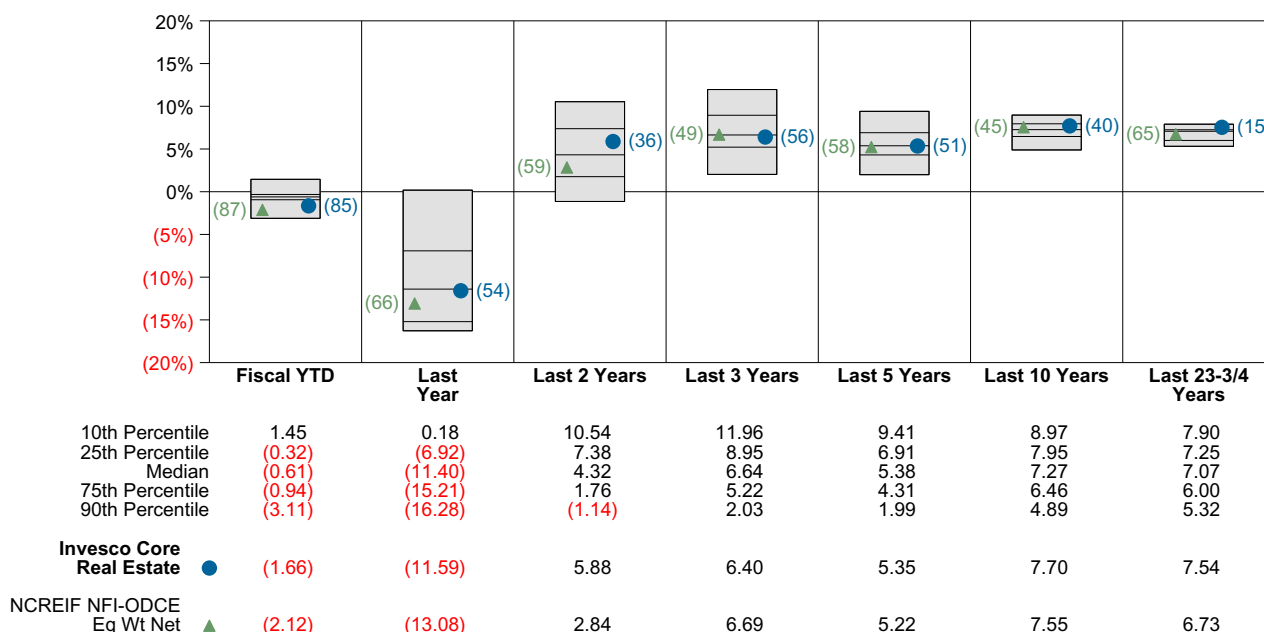 20%
15%
10%
5%
0%
(5%)
(10%)
(15%)
(20%)
(87) (85)
(66) (54)
(59) (36)
(49) (56)
(58) (51)
(45) (40)
(65) (15
Fiscal YTD Last Year Last 2 Years Last 3 Years Last 5 Years Last 10 Years Last 23-3/4 Years
10th Percentile 1.45 0.18 10.54 11.96 9.41 8.97 7.90
25th Percentile (0.32) (6.92) 7.38 8.95 6.91 7.95 7.25
Median (0.61) (11.40) 4.32 6.64 5.38 7.27 7.07
75th Percentile (0.94) (15.21) 1.76 5.22 4.31 6.46 6.00
90th Percentile (3.11) (16.28) (1.14) 2.03 1.99 4.89 5.32
Invesco Core
Real Estate (1.66) (11.59) 5.88 6.40 5.35 7.70 7.54
NCREIF NFI-ODCE
Eq Wt Net (2.12) (13.08) 2.84 6.69 5.22 7.55 6.73